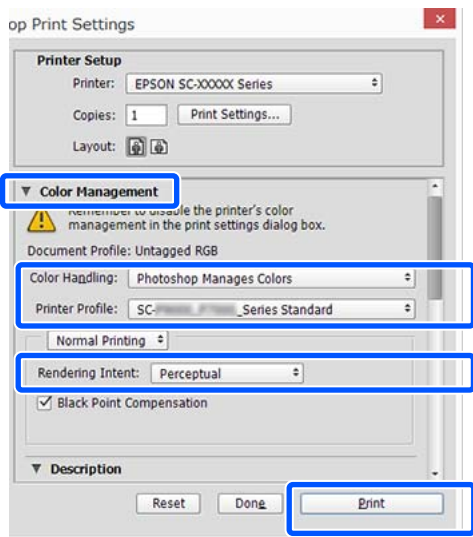 op Print Settings
Printer Setup
Printer: EPSON SC-XXXXX Series
Copies: 1 Print Settings...
Layout:
Color Management
Remember to disable the printer's color
management in the print settings dialog box.
Document Profile: Untagged RGB
Color Handling: Photoshop Manages Colors
Printer Profile: SC- _Series Standard
Normal Printing
Rendering Intent: Perceptual
Black Point Compensation
Description
Reset Done Print